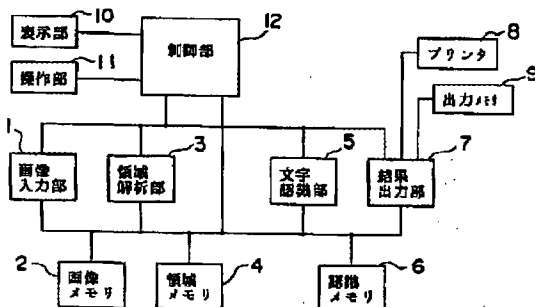 10
表示部
12
制御部
11
操作部
8
プリンタ
9
出力メモリ
1
画像
入力部
3
領域
解析部
5
文字
認識部
7
結果
出力部
2
画像
メモリ
4
領域
メモリ
6
認識
メモリ